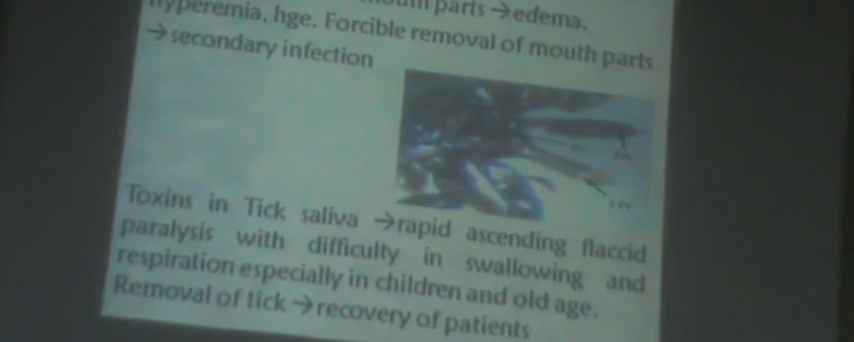 mouth parts →edema,
hyperemia, hge. Forcible removal of mouth parts
→secondary infection
Toxins in Tick saliva →rapid ascending flaccid
paralysis with difficulty in swallowing and
respiration especially in children and old age.
Removal of tick →recovery of patients